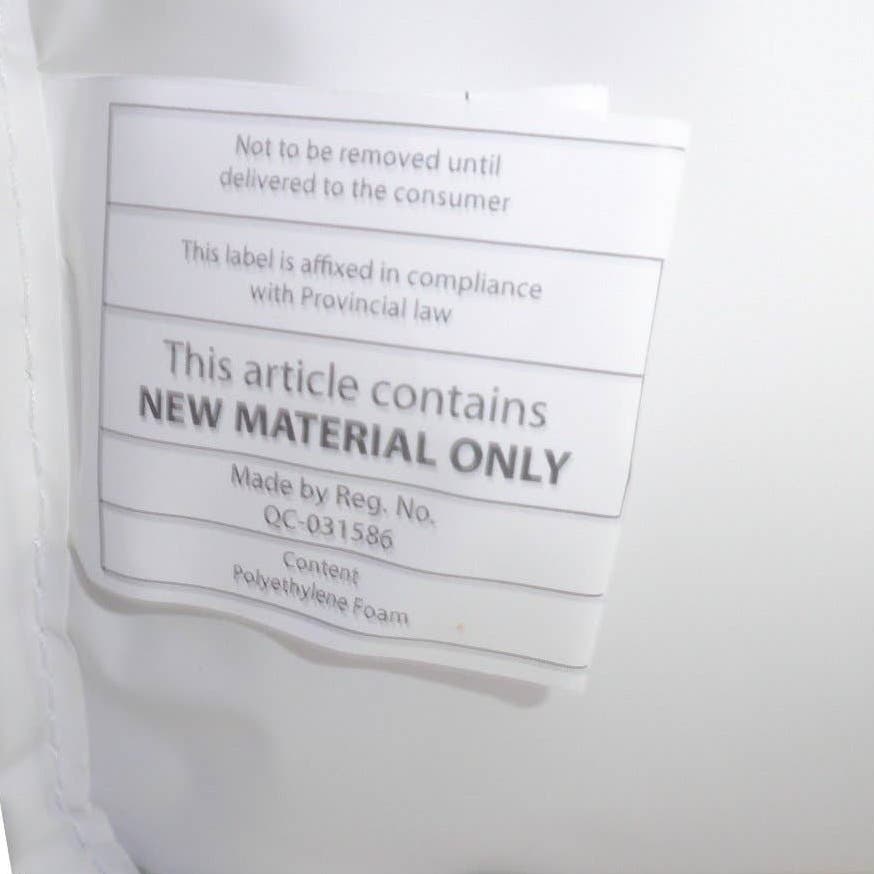 Not to be removed until
delivered to the consumer
This label is affixed in compliance
with Provincial law
This article contains
NEW MATERIAL ONLY
Made by Reg. No.
QC-031586
Content
Polyethylene Foam